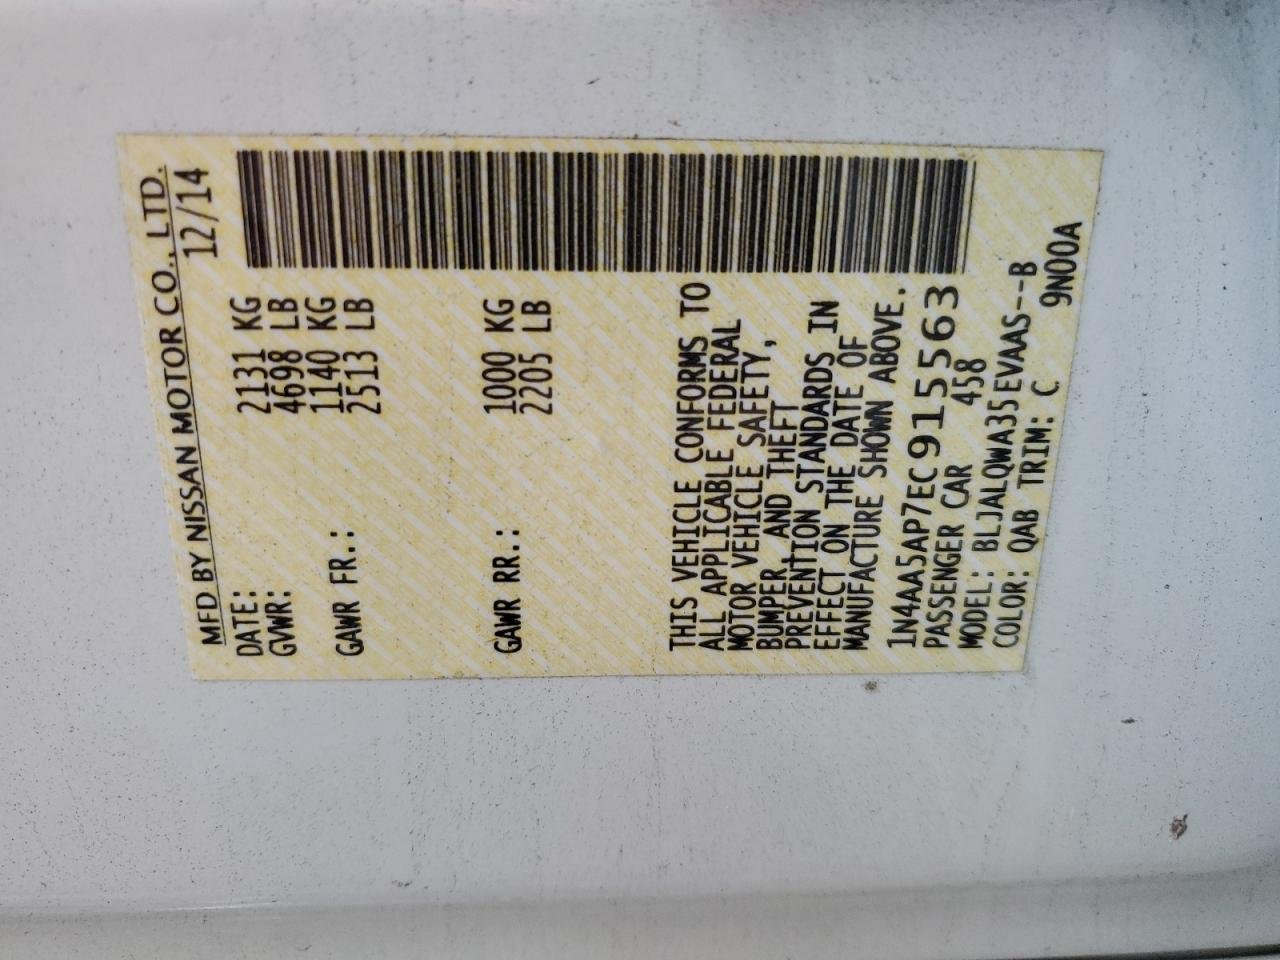 MFD BY NISSAN MOTOR CO., LTD.
DATE: 12/14
GVWR: 2131 KG
4698 LB
GAWR FR.: 1140 KG
2513 LB
GAWR RR.: 1000 KG
2205 LB
THIS VEHICLE CONFORMS TO
ALL APPLICABLE FEDERAL
MOTOR VEHICLE SAFETY,
BUMPER, AND THEFT
PREVENTION STANDARDS IN
EFFECT ON THE DATE OF
MANUFACTURE SHOWN ABOVE.
1N4AA5AP7EC915563
PASSENGER CAR 458
MODEL: BLJALQWA35EVAAS--B
COLOR: QAB TRIM: C 9N00A